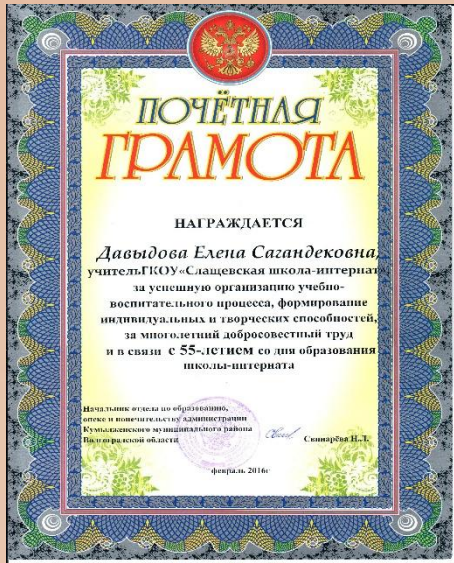 ПОЧЁТНАЯ
ГРАМОТА
НАГРАЖДАЕТСЯ
Давыдова Елена Сагандековна,
учительГКОУ«Слащевская школа-интернат»
за успешную организацию учебно-
воспитательного процесса, формирование
индивидуальных и творческих способностей,
за многолетний добросовестный труд
и в связи с 55-летием со дня образования
школы-интерната
Начальник отдела по образованию,
опеке и попечительству администрации
Кумылженского муниципального района
Волгоградской области
Свинарёва Н.Л.
февраль 2016г